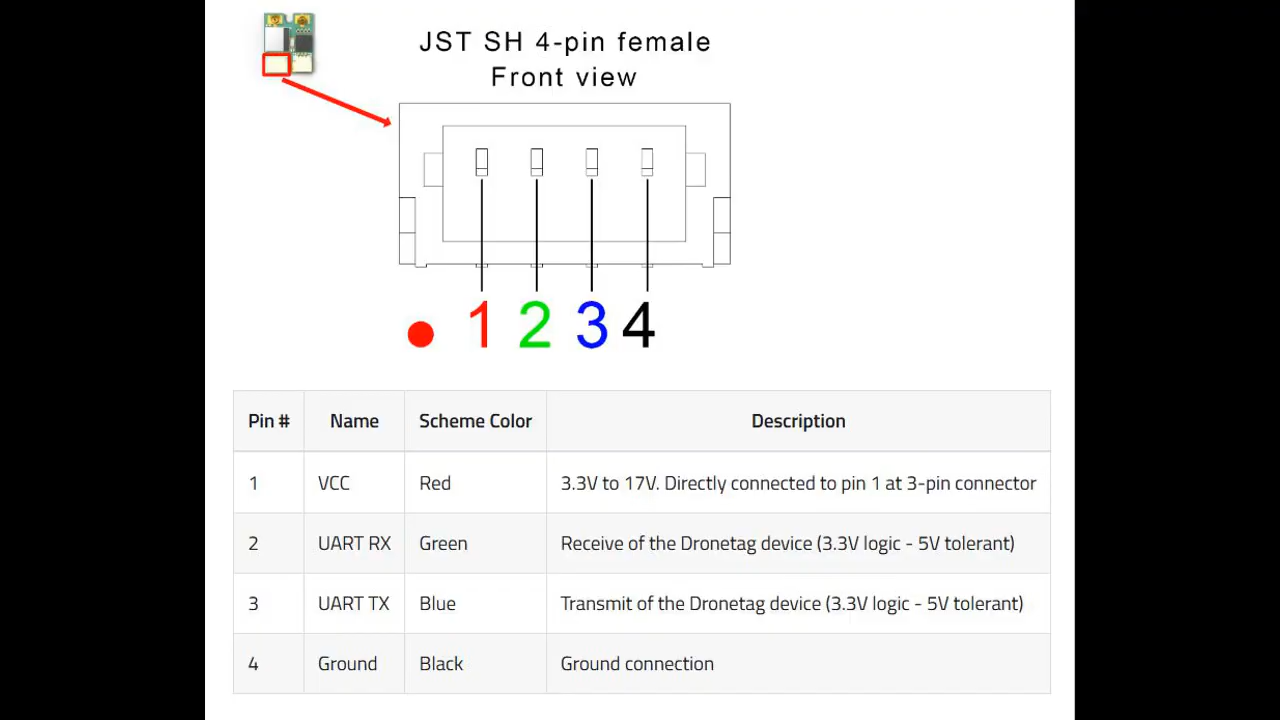 JST SH 4-pin female
Front view
1 2 3 4
Pin # Name Scheme Color Description
1 VCC Red 3.3V to 17V. Directly connected to pin 1 at 3-pin connector
2 UART RX Green Receive of the Dronetag device (3.3V logic - 5V tolerant)
3 UART TX Blue Transmit of the Dronetag device (3.3V logic - 5V tolerant)
4 Ground Black Ground connection